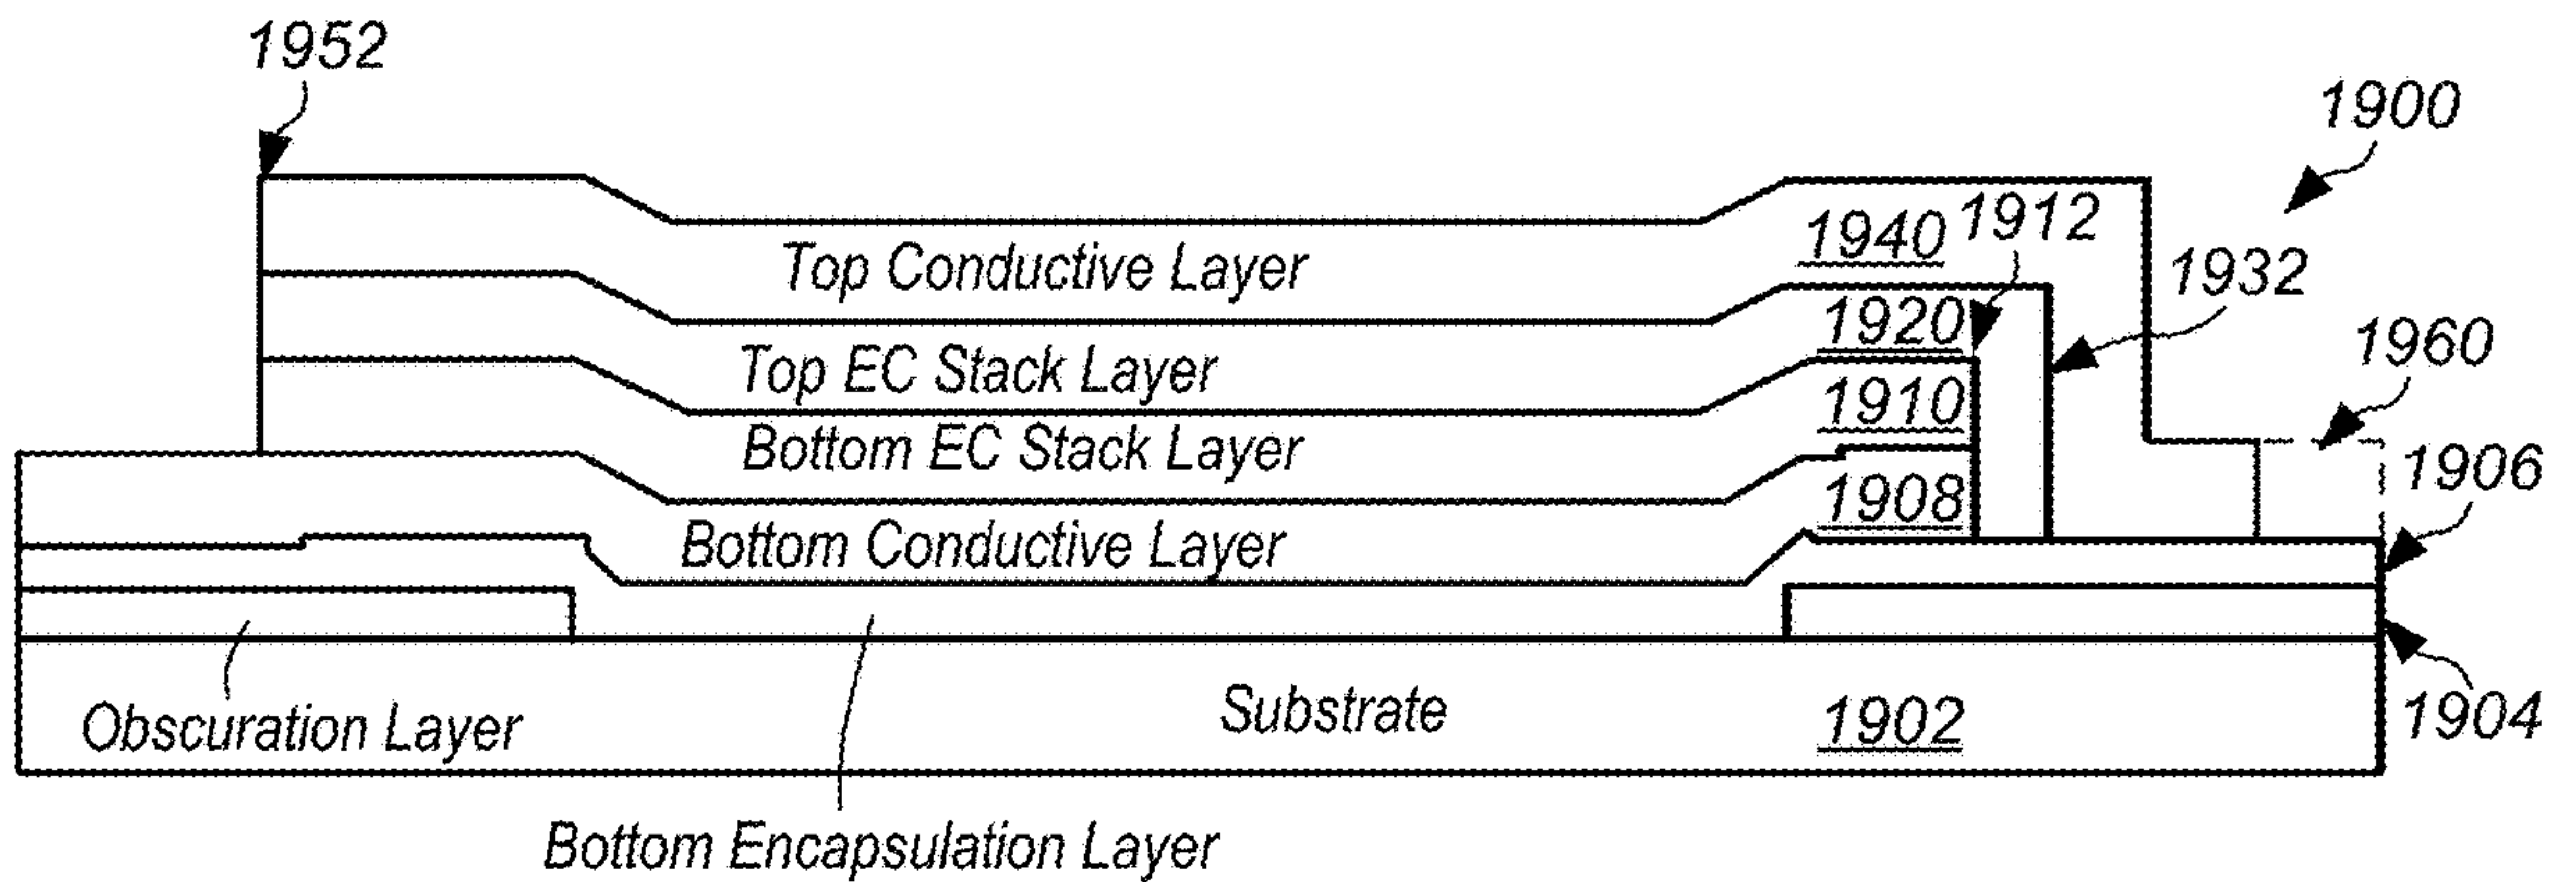 1952
1900
1940
1912
Top Conductive Layer
1932
1920
1960
Top EC Stack Layer
1910
Bottom EC Stack Layer
1906
1908
Bottom Conductive Layer
Substrate
1902
1904
Obscuration Layer
Bottom Encapsulation Layer